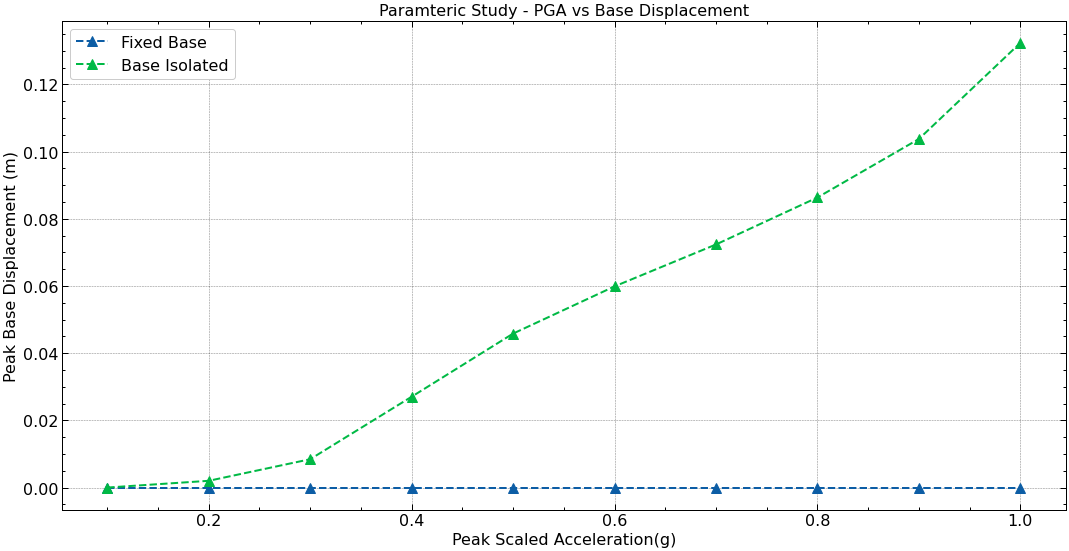 Paramteric Study - PGA vs Base Displacement
Fixed Base
Base Isolated
Peak Base Displacement (m)
0.12
0.10
0.08
0.06
0.04
0.02
0.00
0.2 0.4 0.6 0.8 1.0
Peak Scaled Acceleration(g)